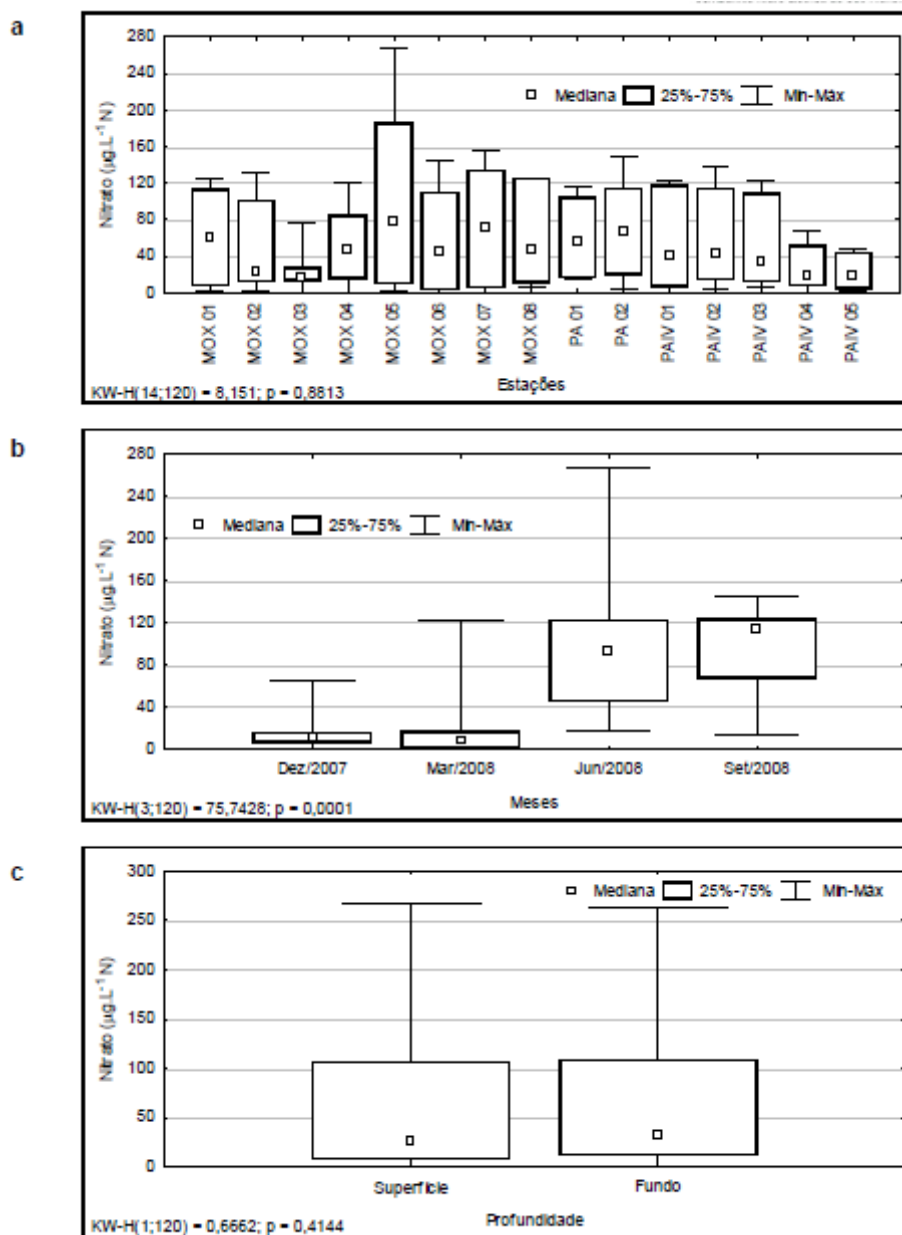 a
280
240
200
160
120
80
40
0
Nitrato (µg.L⁻¹ N)
Mediana 25%-75% Min-Máx
MOX 01
MOX 02
MOX 03
MOX 04
MOX 05
MOX 06
MOX 07
MOX 08
PA 01
PA 02
PAIV 01
PAIV 02
PAIV 03
PAIV 04
PAIV 05
Estações
KW-H(14;120) = 8,151; p = 0,8813
b
280
240
200
160
120
80
40
0
Nitrato (µg.L⁻¹ N)
Mediana 25%-75% Min-Máx
Dez/2007 Mar/2008 Jun/2008 Set/2008
Meses
KW-H(3;120) = 75,7428; p = 0,0001
c
300
250
200
150
100
50
0
Nitrato (µg.L⁻¹ N)
Mediana 25%-75% Min-Máx
Superfície Fundo
Profundidade
KW-H(1;120) = 0,6662; p = 0,4144